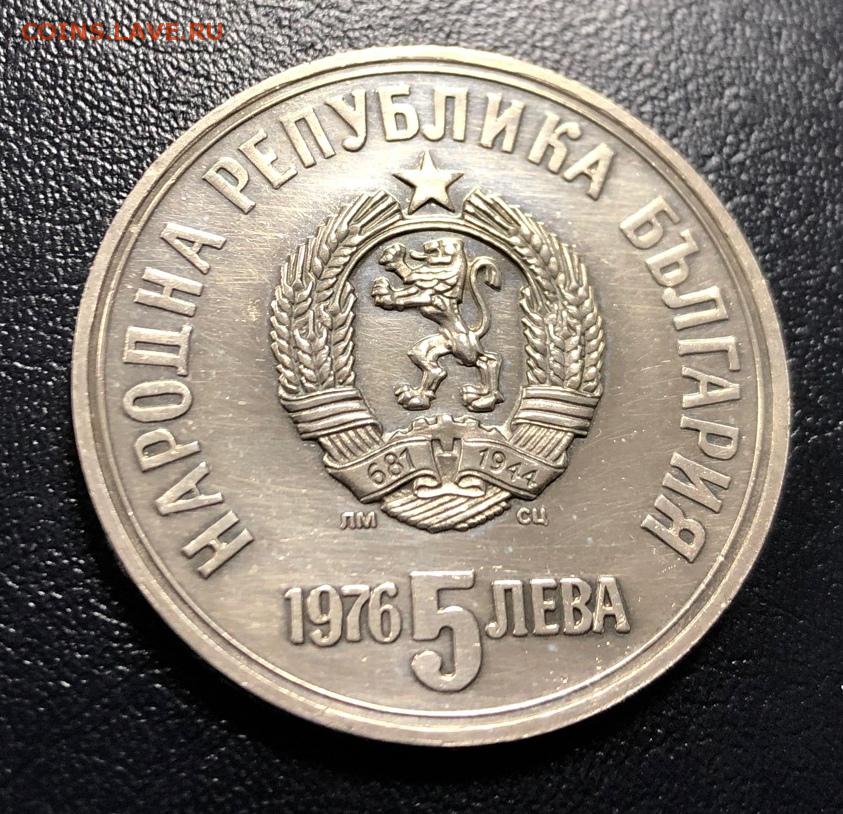 COINS.LAVE.RU
НАРОДНА РЕПУБЛИКА БЪЛГАРИЯ
681 1944
ЛМ СЦ
1976 5 ЛЕВА